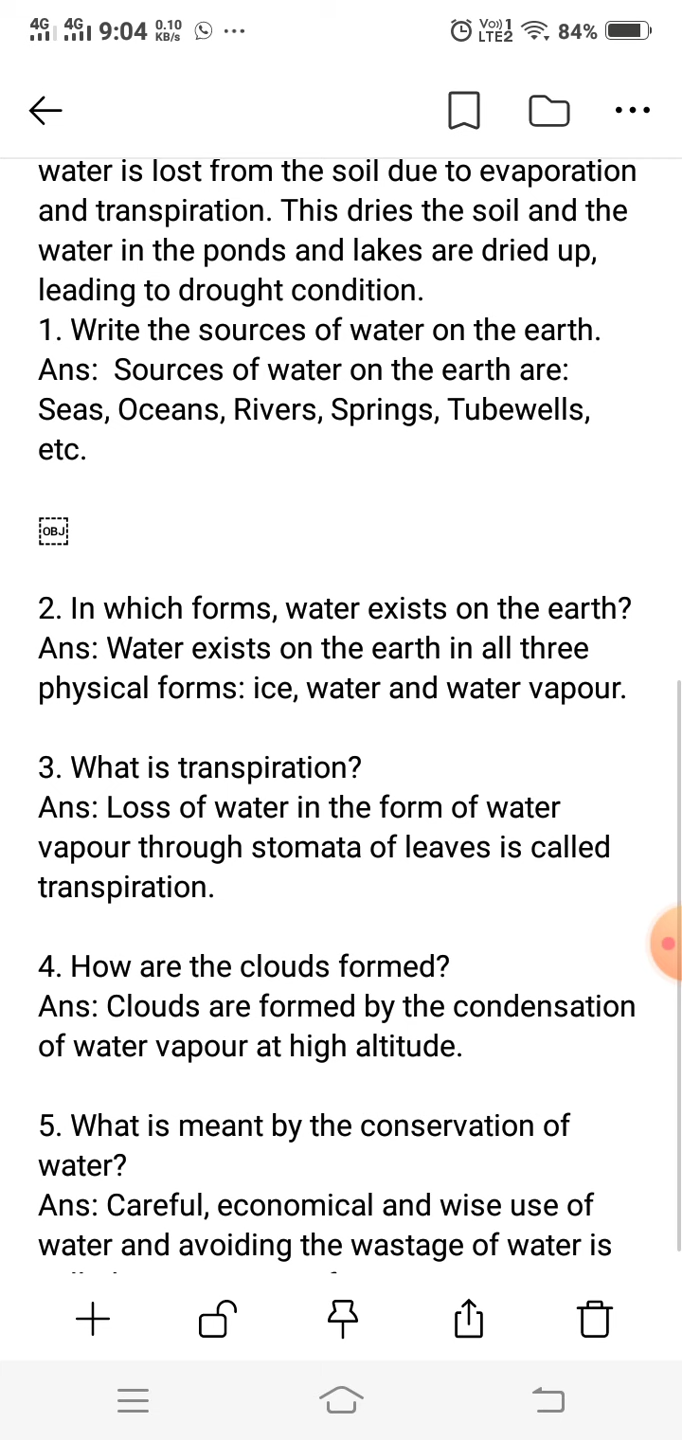 4G 4G 9:04 0.10 KB/s ... Vo)) 1 LTE2 84%
water is lost from the soil due to evaporation
and transpiration. This dries the soil and the
water in the ponds and lakes are dried up,
leading to drought condition.
1. Write the sources of water on the earth.
Ans:  Sources of water on the earth are:
Seas, Oceans, Rivers, Springs, Tubewells,
etc.
OBJ
2. In which forms, water exists on the earth?
Ans: Water exists on the earth in all three
physical forms: ice, water and water vapour.
3. What is transpiration?
Ans: Loss of water in the form of water
vapour through stomata of leaves is called
transpiration.
4. How are the clouds formed?
Ans: Clouds are formed by the condensation
of water vapour at high altitude.
5. What is meant by the conservation of
water?
Ans: Careful, economical and wise use of
water and avoiding the wastage of water is